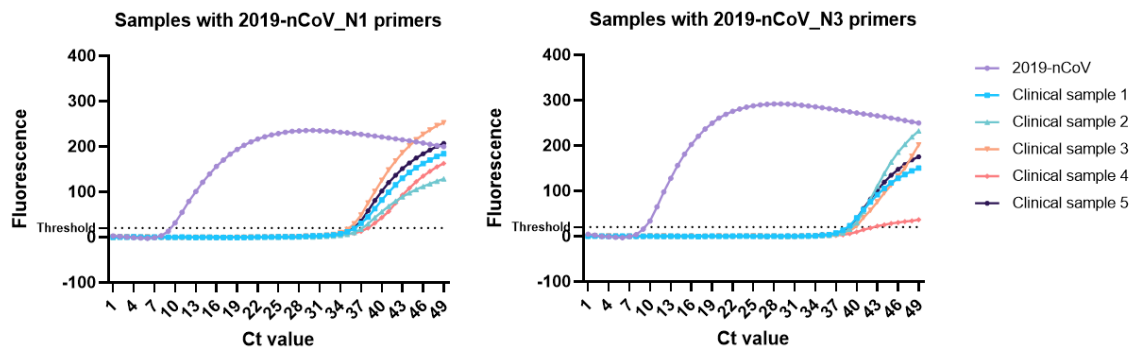 Samples with 2019-nCoV_N1 primers
400
300
200
100
Threshold
0
-100
Fluorescence
1 4 7 10 13 16 19 22 25 28 31 34 37 40 43 46 49
Ct value
Samples with 2019-nCoV_N3 primers
400
300
200
100
Threshold
0
-100
Fluorescence
1 4 7 10 13 16 19 22 25 28 31 34 37 40 43 46 49
Ct value
2019-nCoV
Clinical sample 1
Clinical sample 2
Clinical sample 3
Clinical sample 4
Clinical sample 5